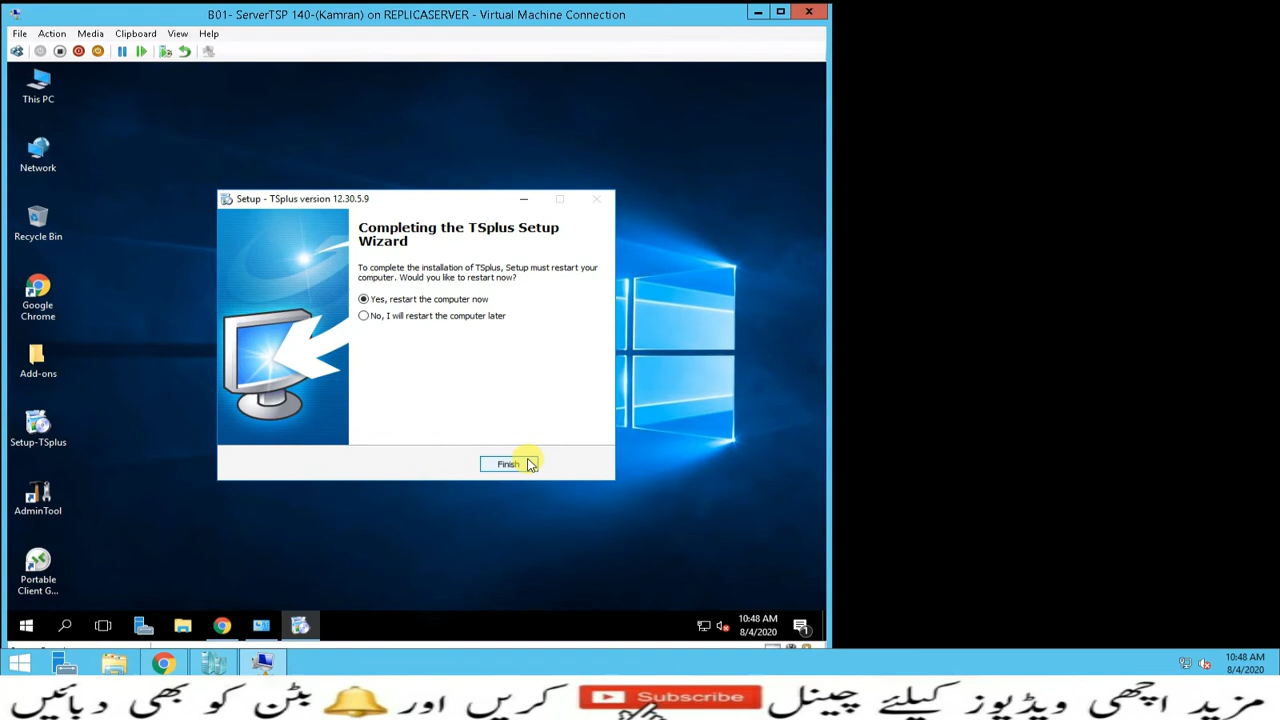 B01- ServerTSP 140-(Kamran) on REPLICASERVER - Virtual Machine Connection
File Action Media Clipboard View Help
This PC
Network
Recycle Bin
Google
Chrome
Add-ons
Setup-TSplus
AdminTool
Portable
Client G...
Setup - TSplus version 12.30.5.9
Completing the TSplus Setup
Wizard
To complete the installation of TSplus, Setup must restart your
computer. Would you like to restart now?
Yes, restart the computer now
No, I will restart the computer later
Finish
10:48 AM
8/4/2020
1
10:48 AM
8/4/2020
مزید اچھی ویڈیوز کیلئے چینل Subscribe کریں اور بٹن کو بھی دبائیں